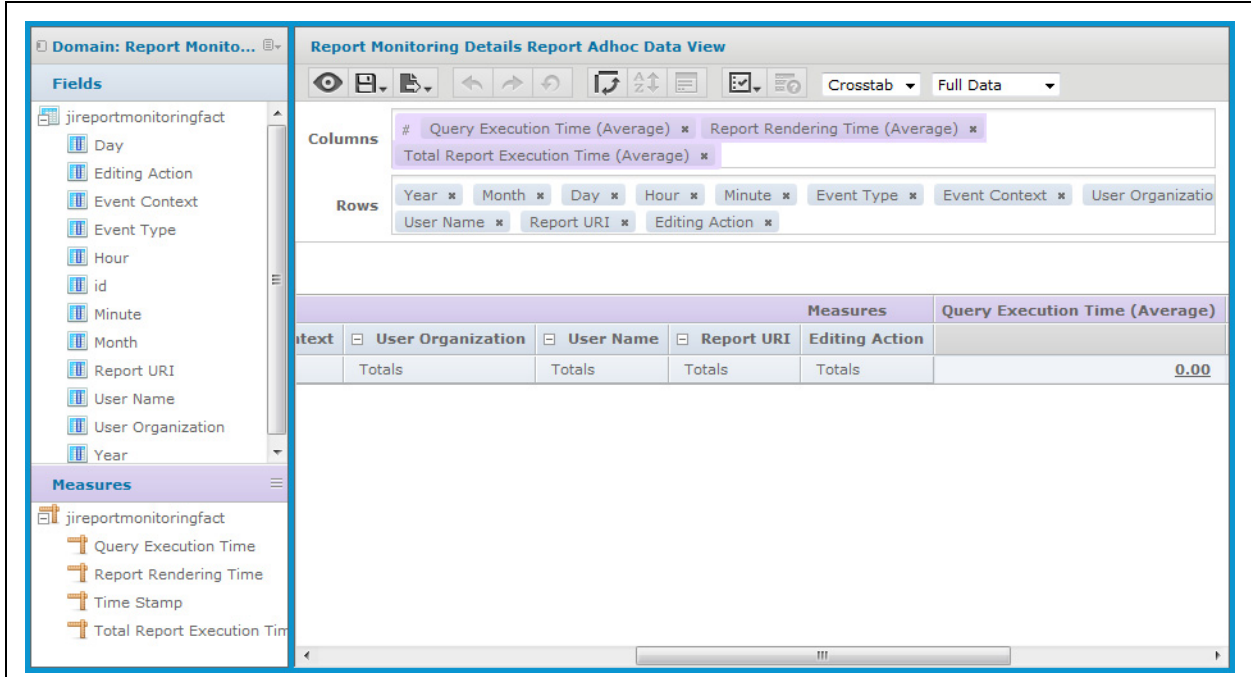 Domain: Report Monito...
Fields
jireportmonitoringfact
Day
Editing Action
Event Context
Event Type
Hour
id
Minute
Month
Report URI
User Name
User Organization
Year
Measures
jireportmonitoringfact
Query Execution Time
Report Rendering Time
Time Stamp
Total Report Execution Tim
Report Monitoring Details Report Adhoc Data View
Crosstab Full Data
Columns # Query Execution Time (Average) × Report Rendering Time (Average) ×
Total Report Execution Time (Average) ×
Rows Year × Month × Day × Hour × Minute × Event Type × Event Context × User Organizatio
User Name × Report URI × Editing Action ×
Measures Query Execution Time (Average)
ntext User Organization User Name Report URI Editing Action
Totals Totals Totals Totals 0.00